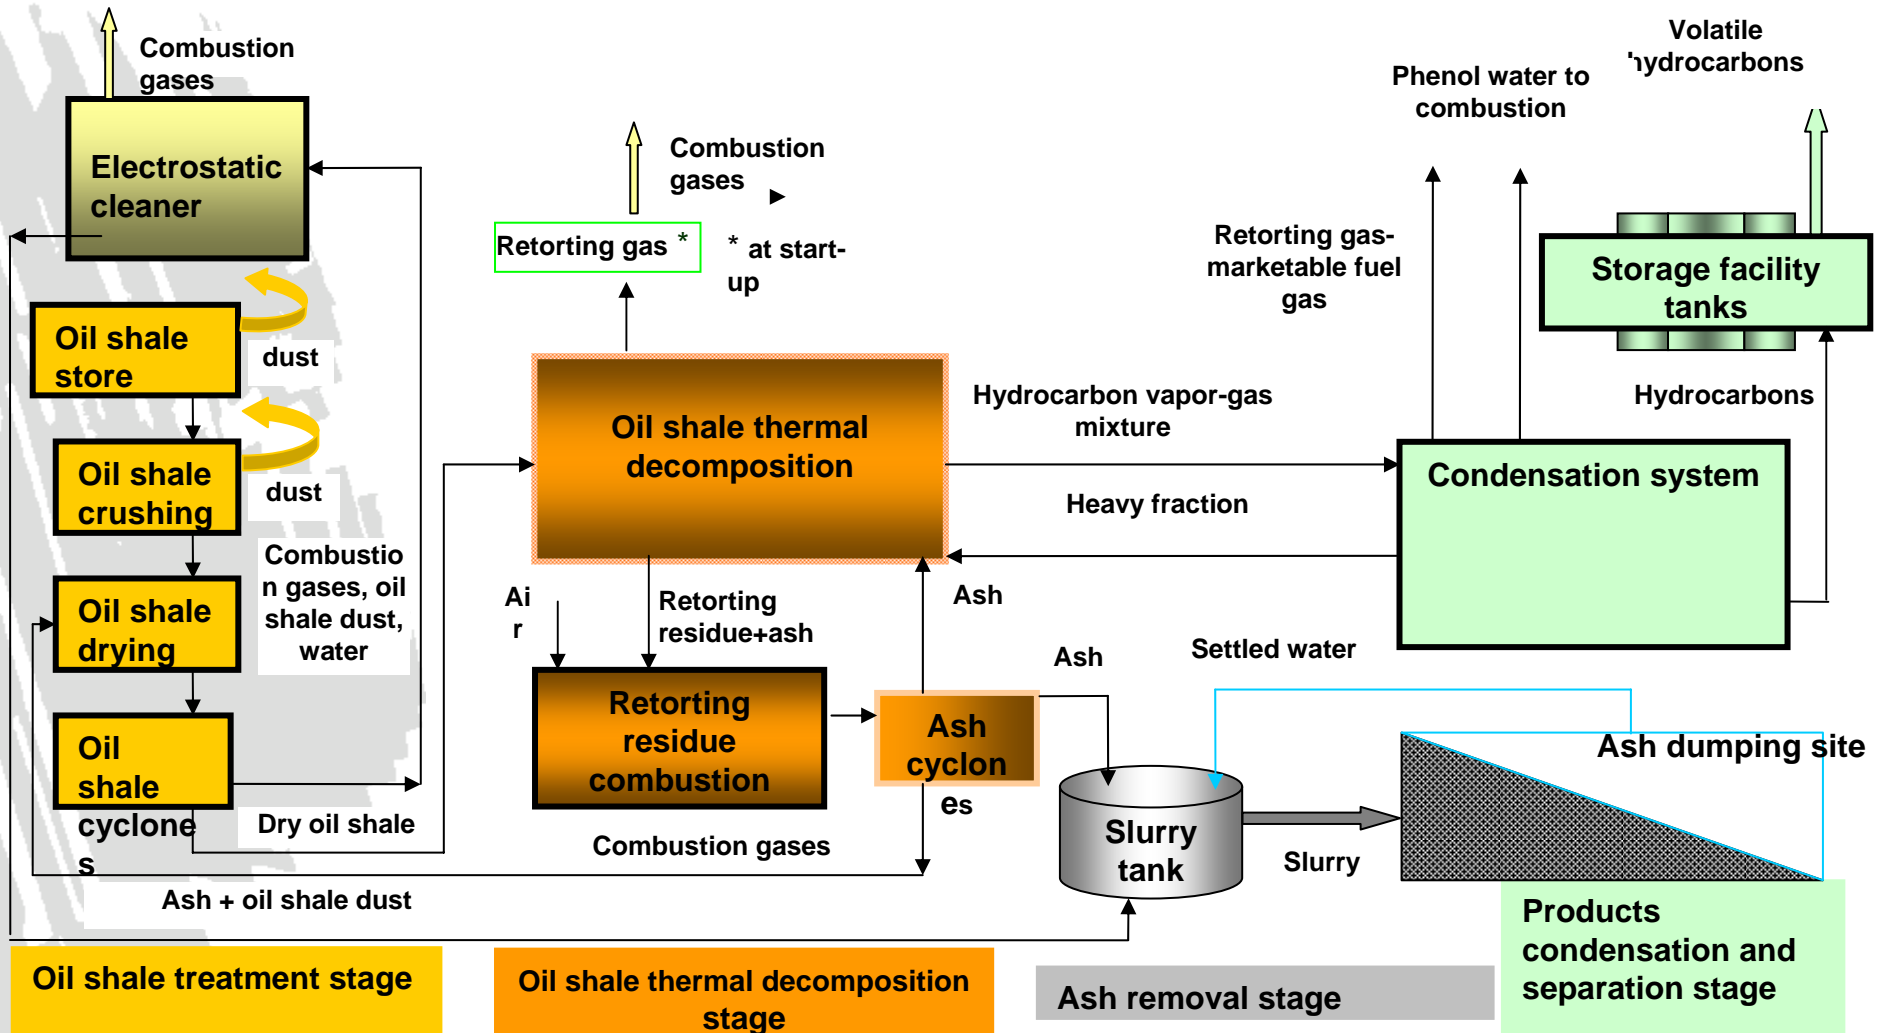 Combustion
gases
Electrostatic
cleaner
Oil shale
store
dust
Oil shale
crushing
dust
Combustio
n gases, oil
shale dust,
water
Oil shale
drying
Oil
shale
cyclone
s
Dry oil shale
Ash + oil shale dust
Combustion
gases
Retorting gas *
* at start-
up
Oil shale thermal
decomposition
Ai
r
Retorting
residue+ash
Ash
Retorting
residue
combustion
Ash
cyclon
es
Combustion gases
Hydrocarbon vapor-gas
mixture
Heavy fraction
Phenol water to
combustion
Volatile
hydrocarbons
Retorting gas-
marketable fuel
gas
Storage facility
tanks
Hydrocarbons
Condensation system
Ash
Settled water
Slurry
tank
Slurry
Ash dumping site
Oil shale treatment stage
Oil shale thermal decomposition
stage
Ash removal stage
Products
condensation and
separation stage